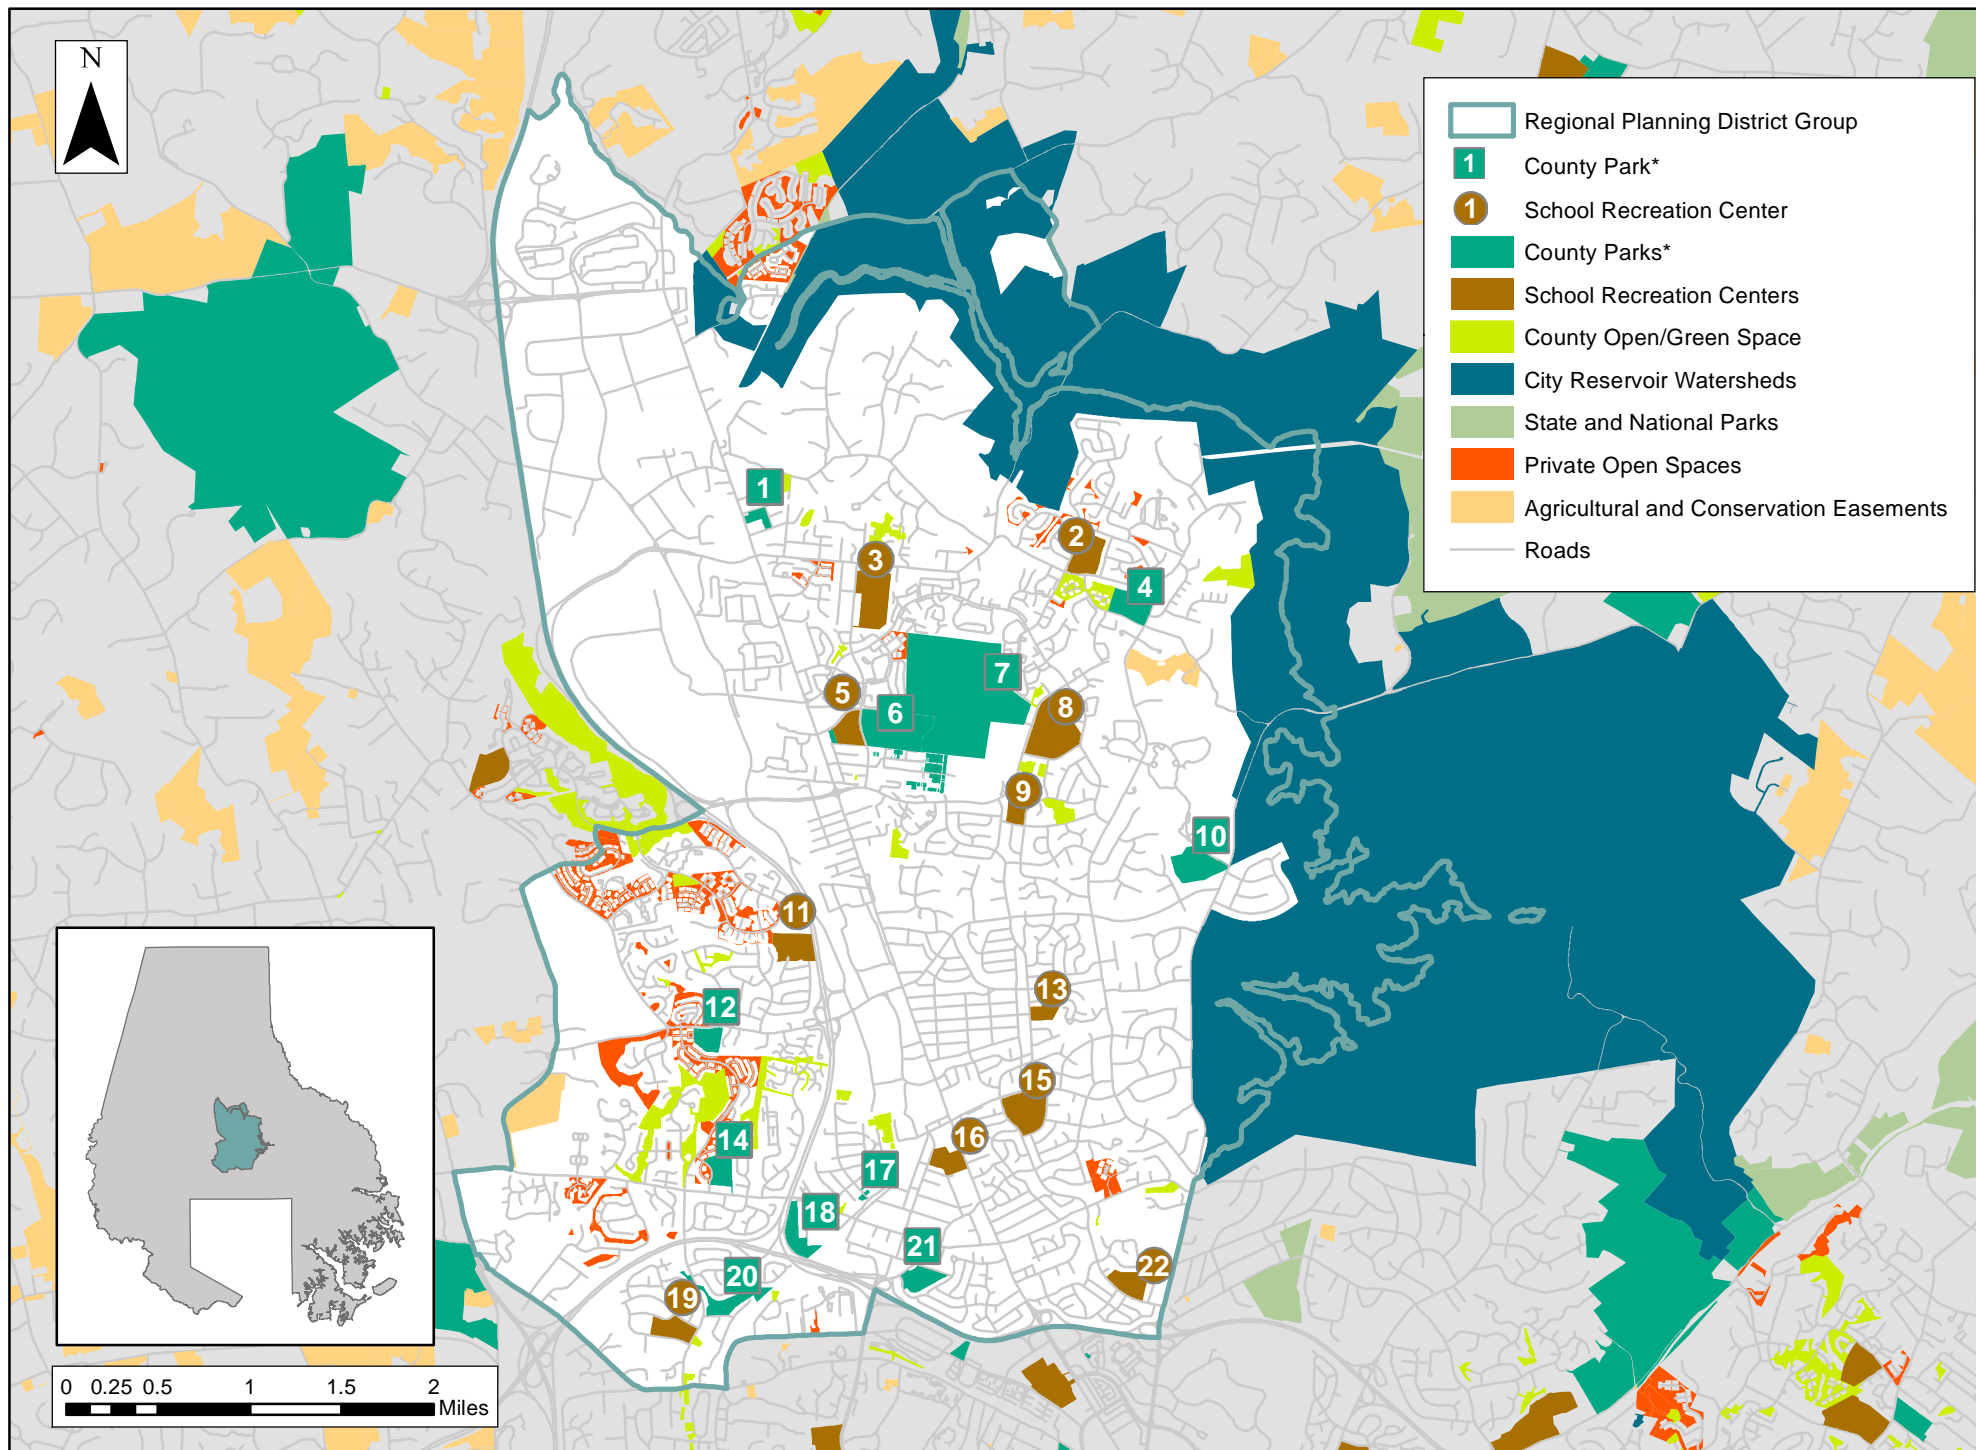 N
Regional Planning District Group
1 County Park*
1 School Recreation Center
County Parks*
School Recreation Centers
County Open/Green Space
City Reservoir Watersheds
State and National Parks
Private Open Spaces
Agricultural and Conservation Easements
Roads
1
2
3
4
5
6
7
8
9
10
11
12
13
14
15
16
17
18
19
20
21
22
0 0.25 0.5 1 1.5 2
Miles